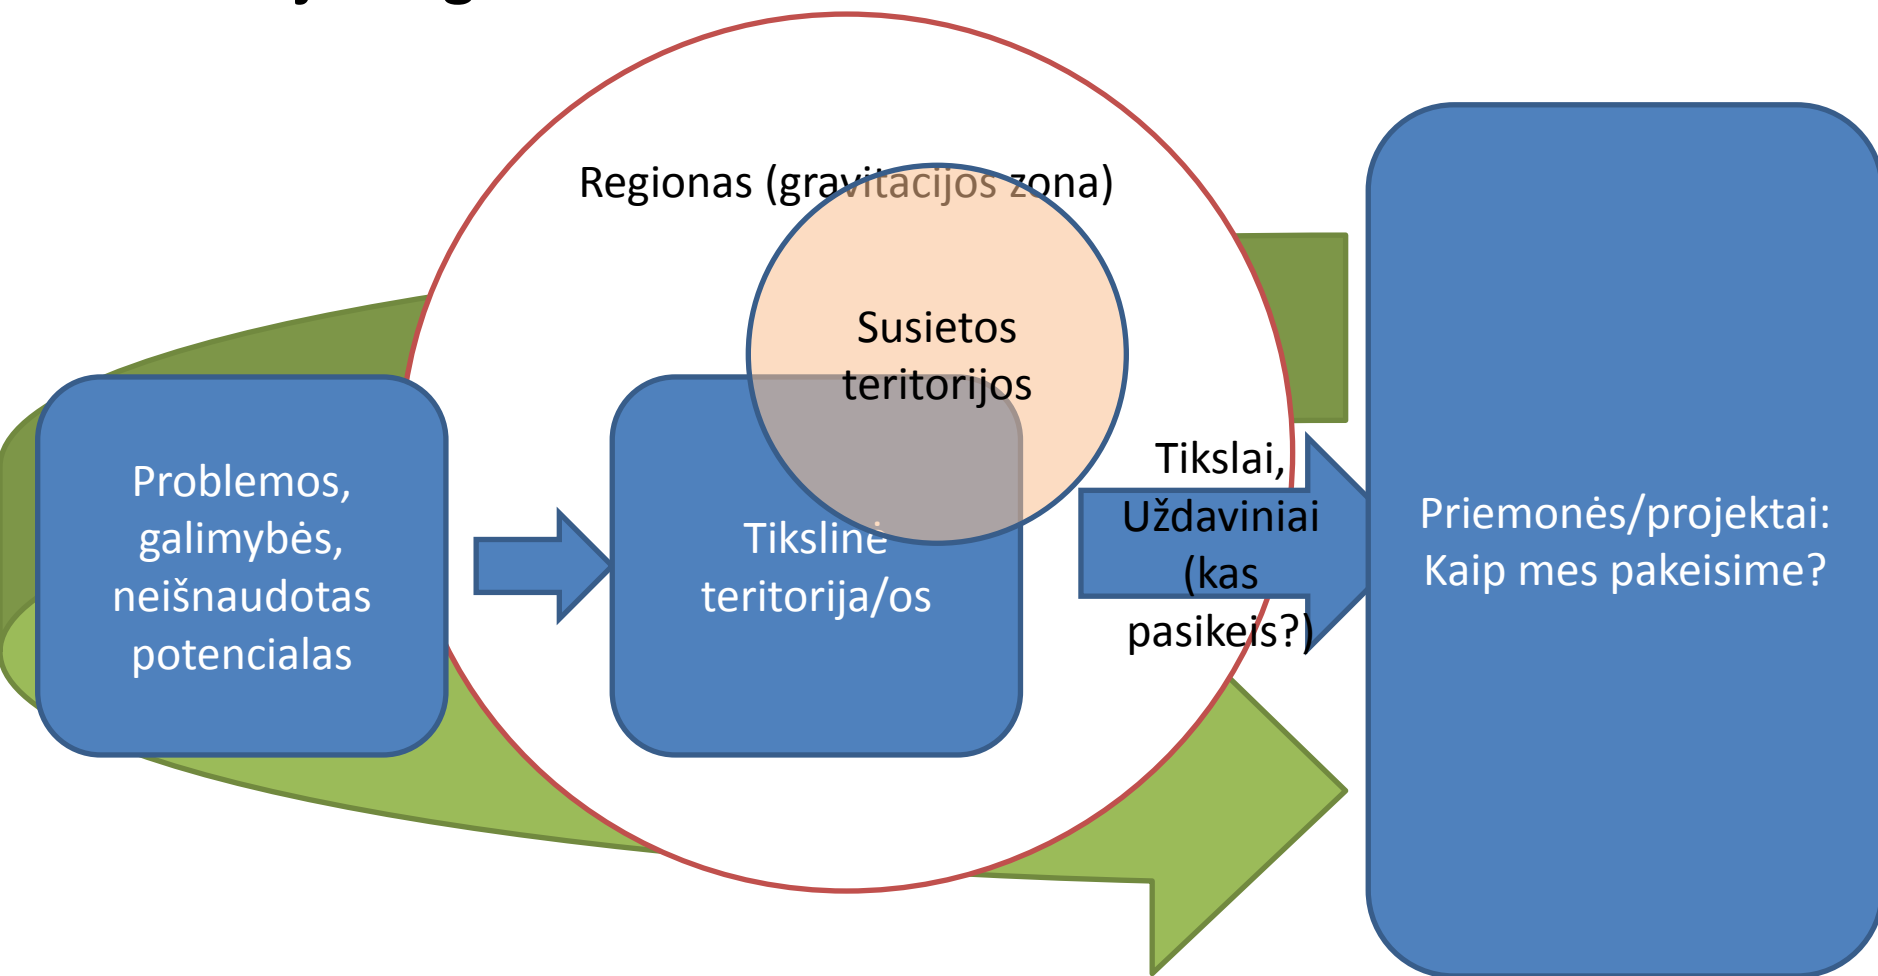 Regionas (gravitacijos zona)
Susietos
teritorijos
Problemos,
galimybės,
neišnaudotas
potencialas
Tikslinė
teritorija/os
Tikslai,
Uždaviniai
(kas
pasikeis?)
Priemonės/projektai:
Kaip mes pakeisime?